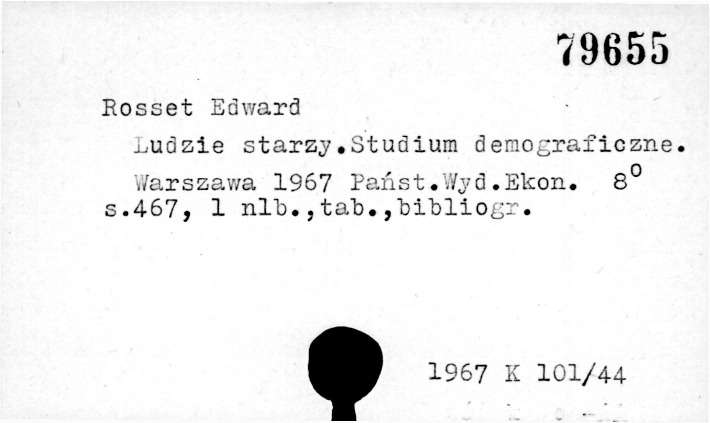 79655
Rosset Edward
Ludzie starzy.Studium demograficzne.
Warszawa 1967 Państ.Wyd.Ekon. 8⁰
s.467, 1 nlb.,tab.,bibliogr.
1967 K 101/44